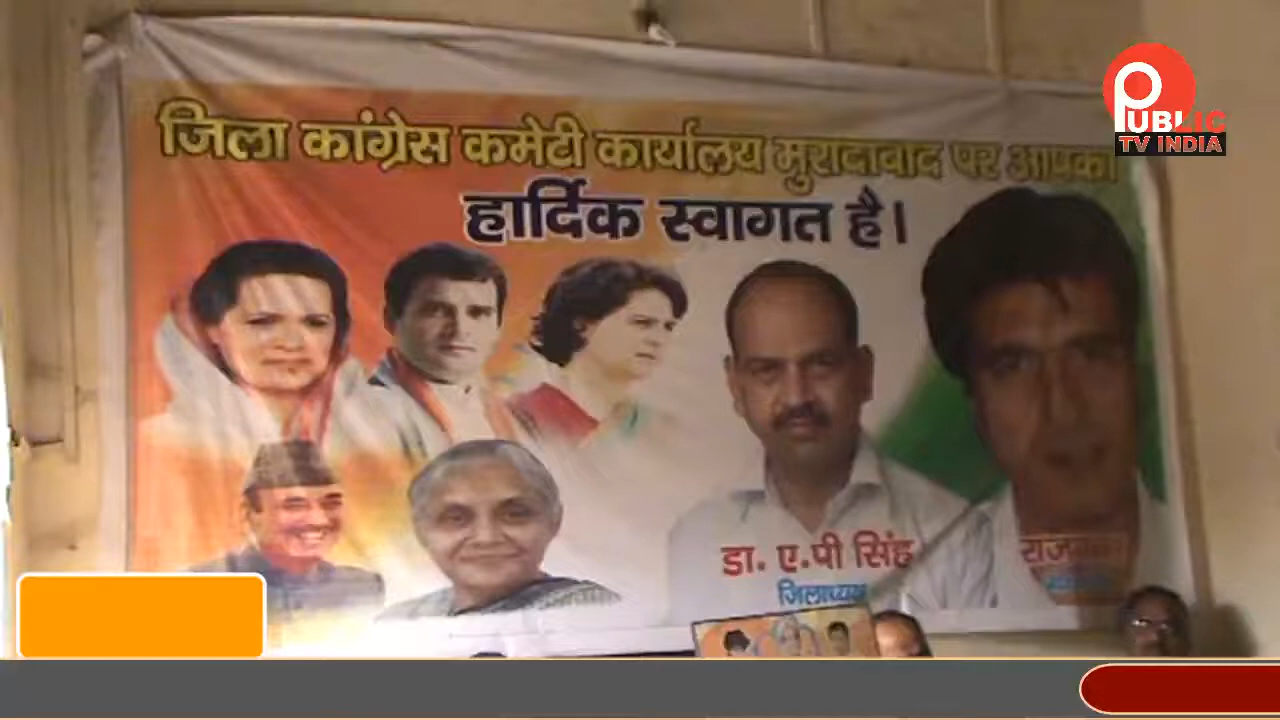 जिला कांग्रेस कमेटी कार्यालय मुरादावाद पर आपका
हार्दिक स्वागत है।
डा. ए.पी सिंह
जिलाध्यक्ष
PUBLIC
TV INDIA